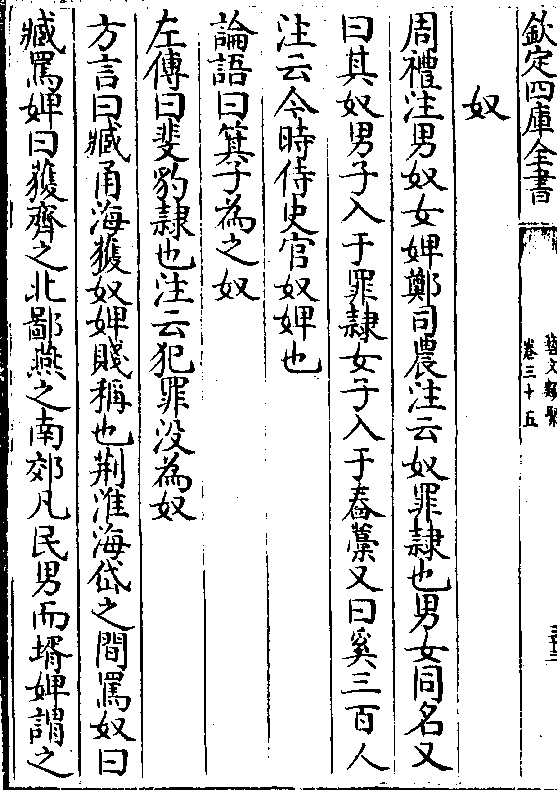 欽定四庫全書
藝文類聚
卷三十五
奴
周禮注男奴女婢鄭司農注云奴罪隷也男女同名又
曰其奴男子入于罪隷女子入于舂藁又曰奚三百人
注云今時侍史官奴婢也
論語曰箕子為之奴
左傳曰斐豹隷也注云犯罪沒為奴
方言曰臧甬海獲奴婢賤稱也荆淮海岱之間罵奴曰
臧罵婢曰獲齊之北鄙燕之南郊凡民男而壻婢謂之